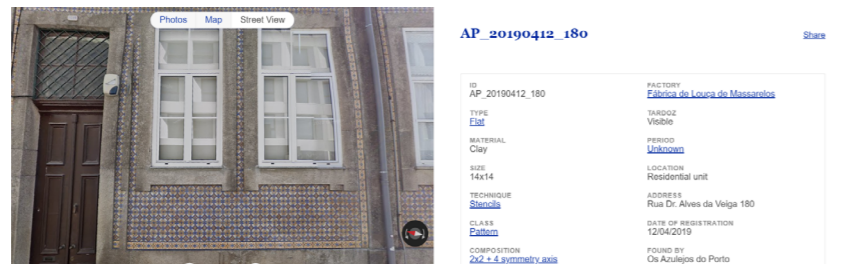 Photos Map Street View
AP_20190412_180
Share
ID
AP_20190412_180
FACTORY
Fábrica de Louça de Massarelos
TYPE
Flat
TARDOZ
Visible
MATERIAL
Clay
PERIOD
Unknown
SIZE
14x14
LOCATION
Residential unit
TECHNIQUE
Stencils
ADDRESS
Rua Dr. Alves da Veiga 180
CLASS
Pattern
DATE OF REGISTRATION
12/04/2019
COMPOSITION
2x2 + 4 symmetry axis
FOUND BY
Os Azulejos do Porto